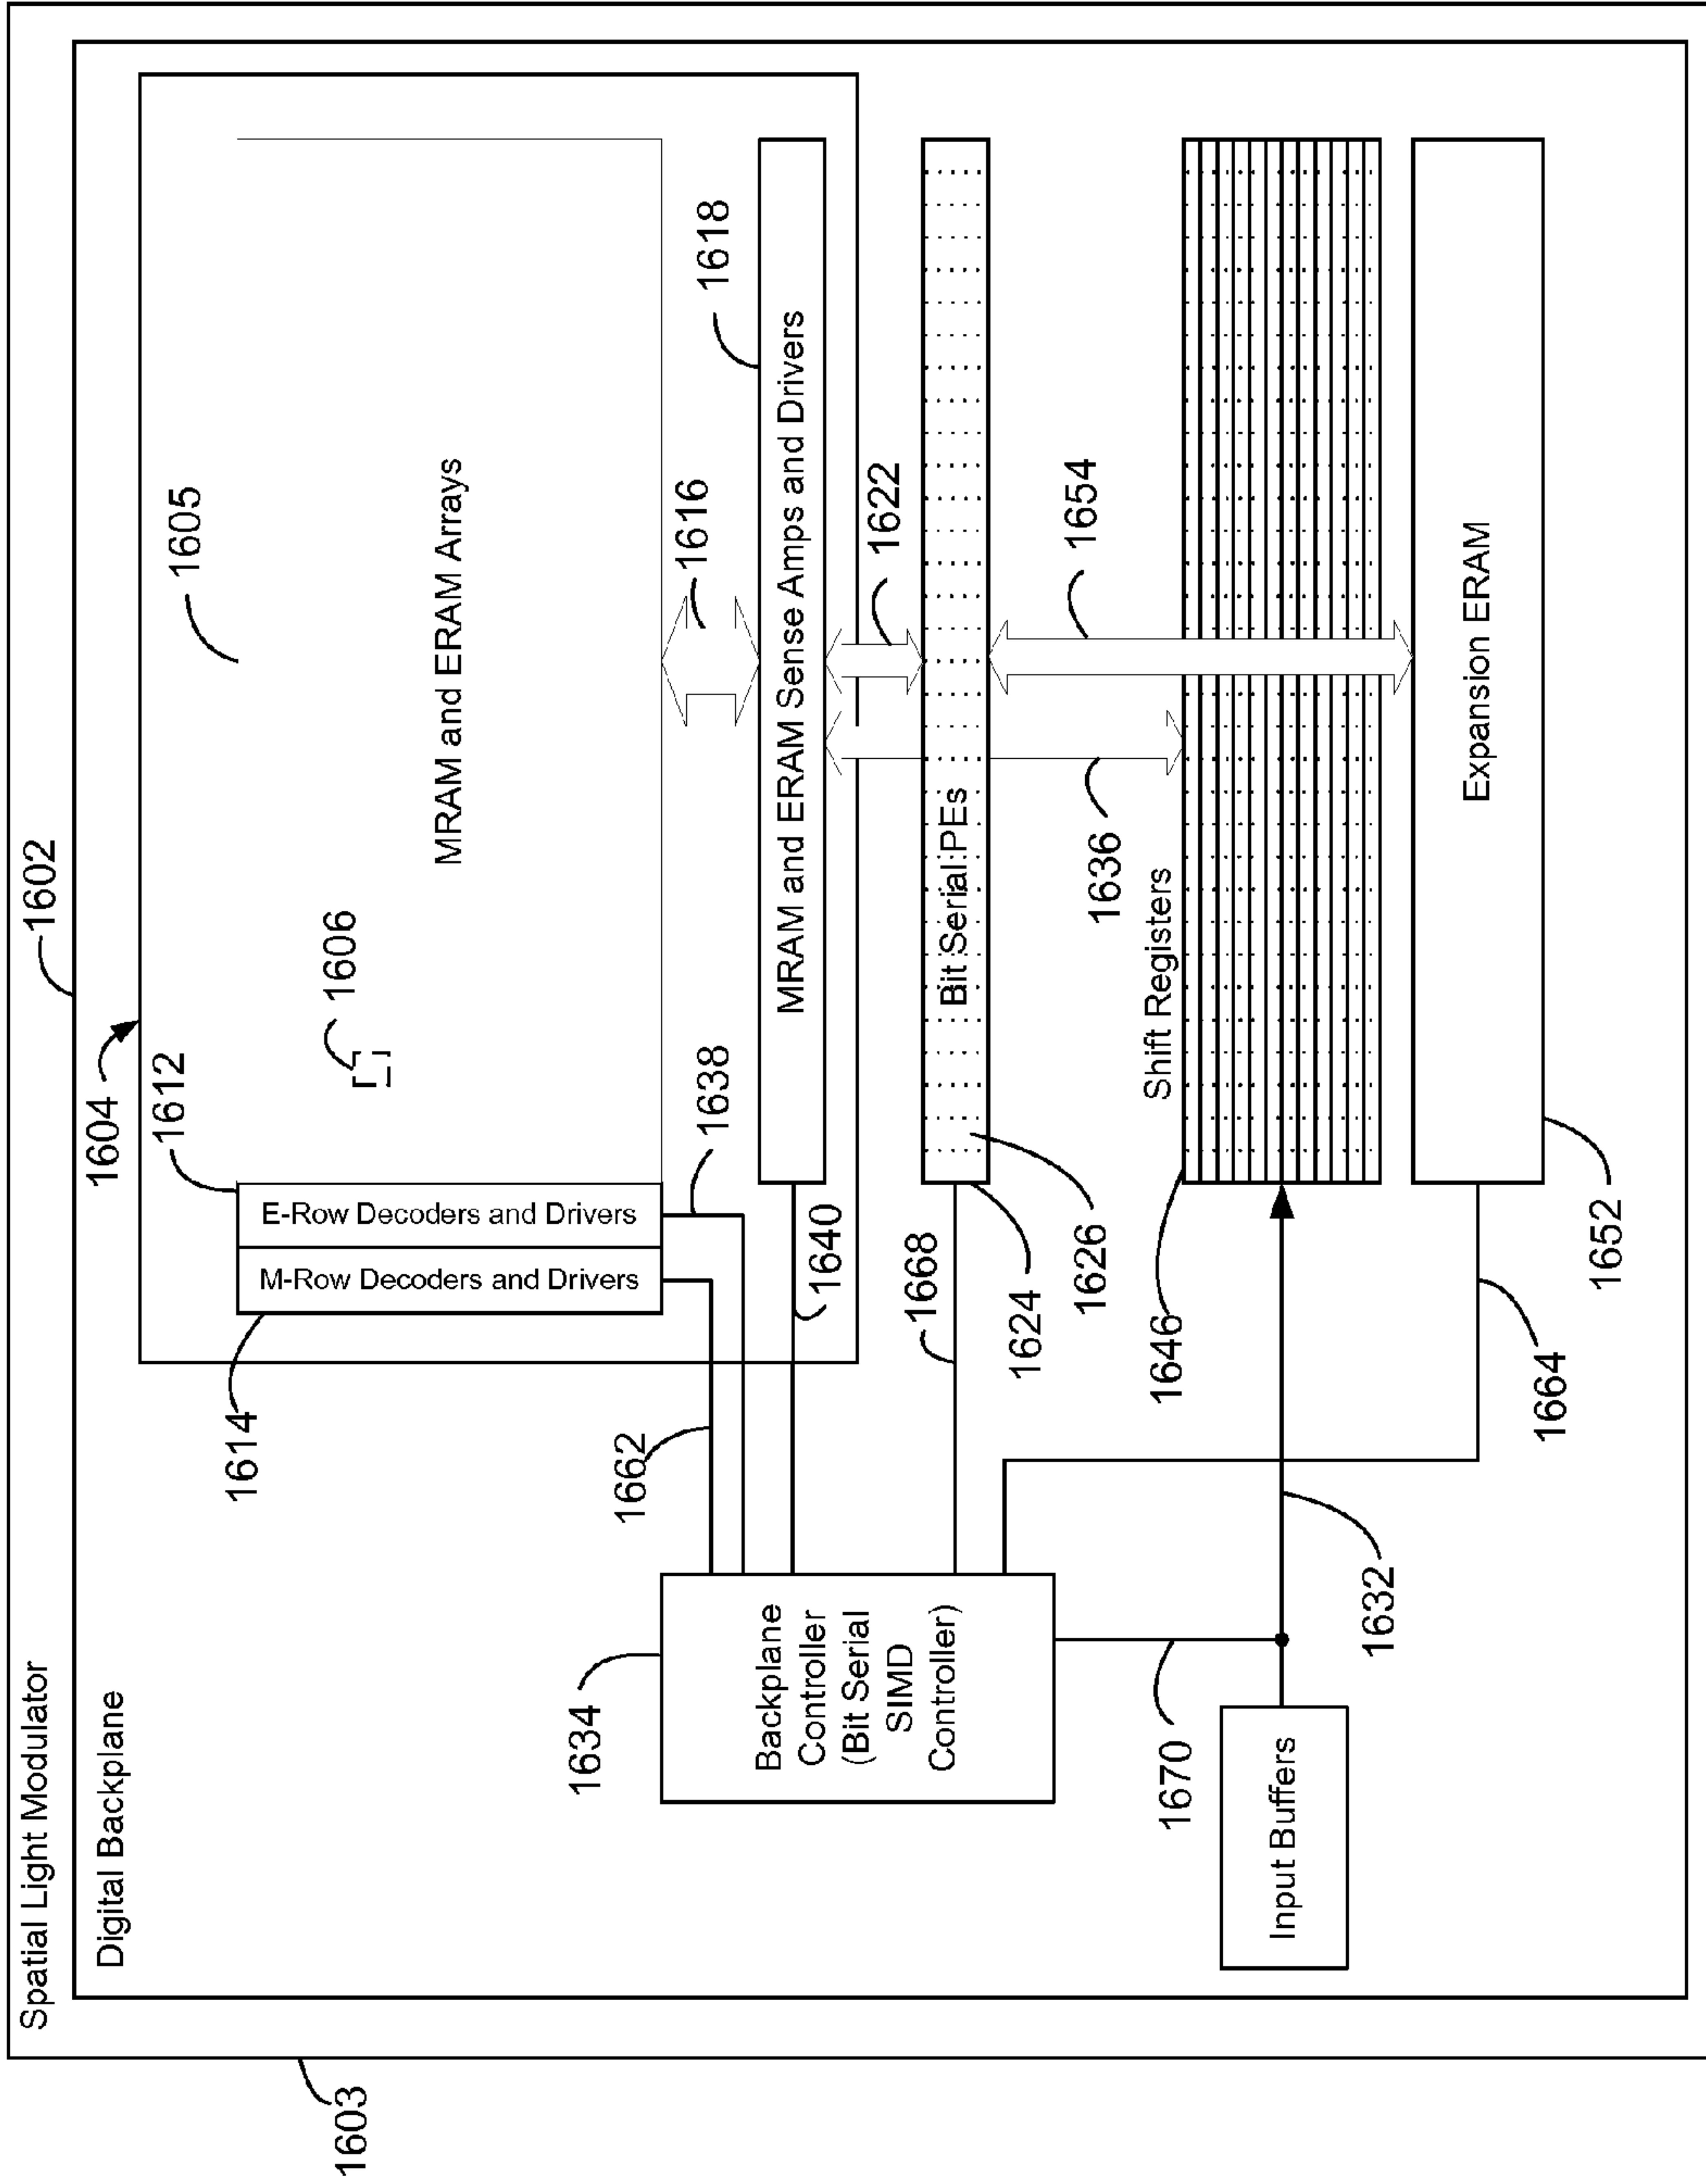 Spatial Light Modulator
1602
Digital Backplane
1604
1603
1612
1605
1606
E-Row Decoders and Drivers
M-Row Decoders and Drivers
MRAM and ERAM Arrays
1614
1616
1638
1618
1662
MRAM and ERAM Sense Amps and Drivers
1640
1622
1634
Backplane
Controller
(Bit Serial
SIMD
Controller)
1668
Bit Serial PEs
1624
1626
1654
1636
Shift Registers
1646
1670
Input Buffers
1632
1664
Expansion ERAM
1652